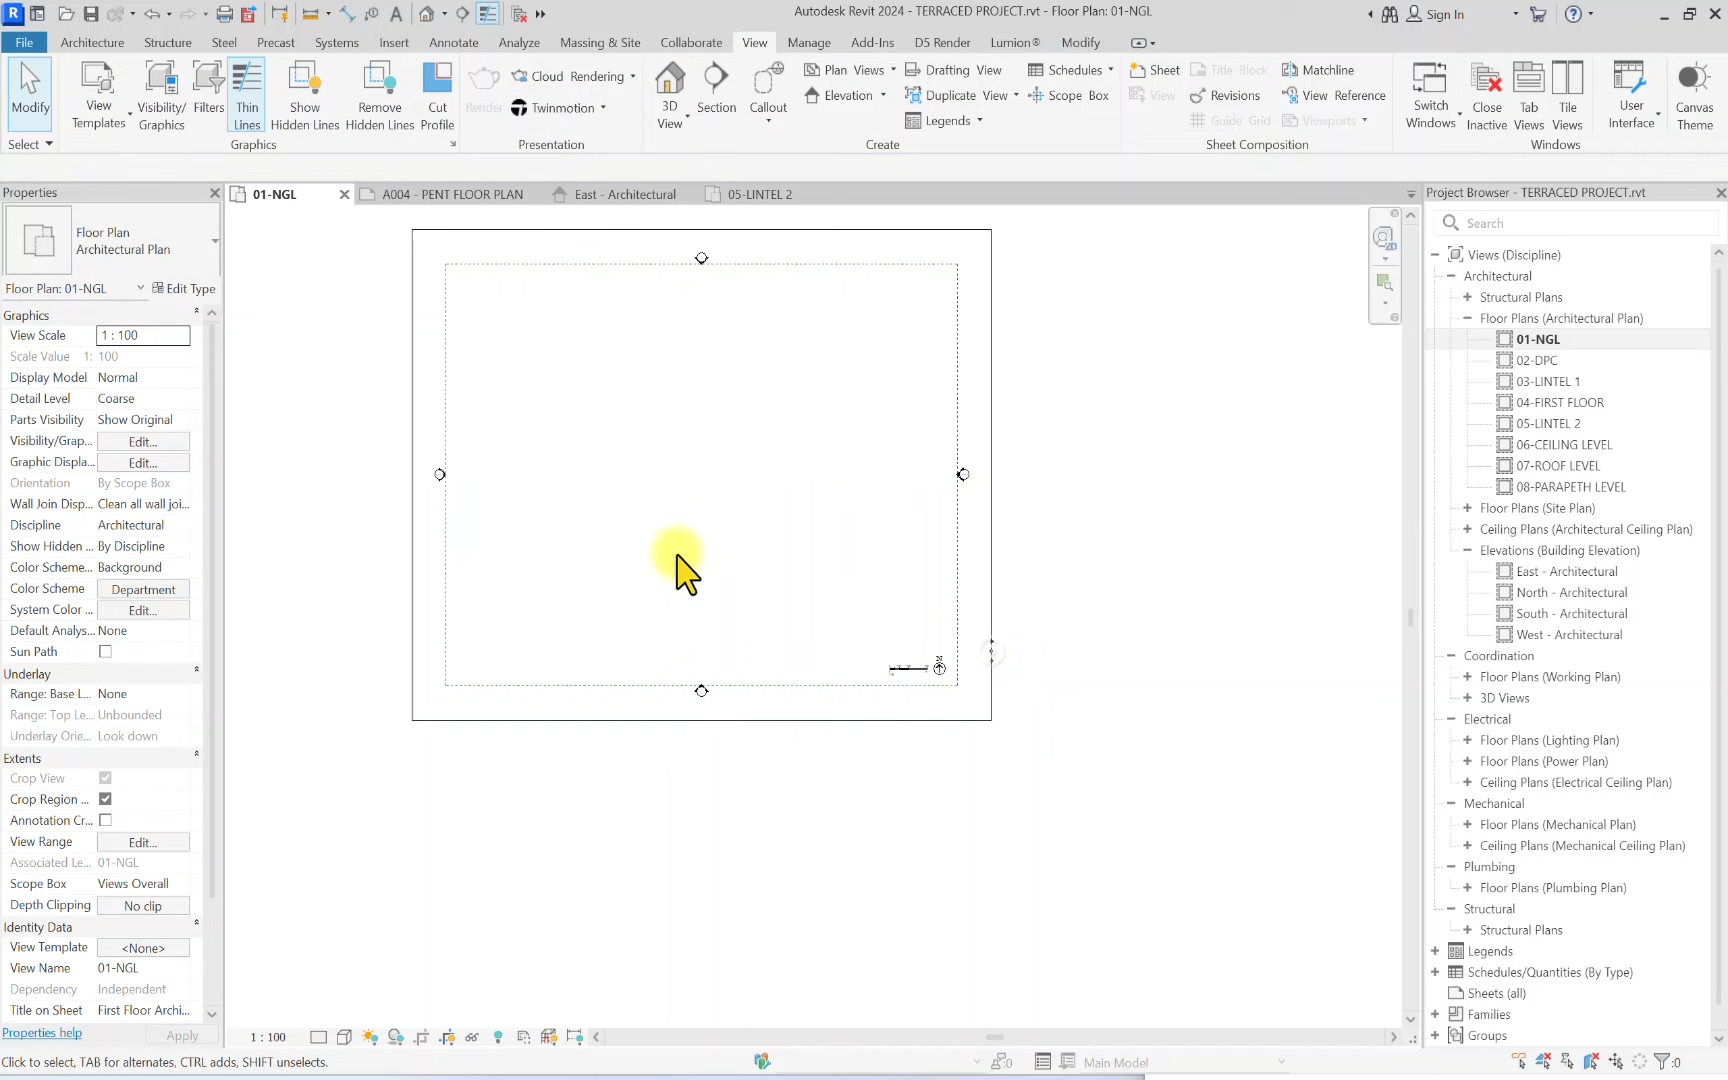 Autodesk Revit 2024 - TERRACED PROJECT.rvt - Floor Plan: 01-NGL
Sign In
File Architecture Structure Steel Precast Systems Insert Annotate Analyze Massing & Site Collaborate View Manage Add-Ins D5 Render Lumion® Modify
Modify
View Templates
Visibility/ Graphics
Filters
Thin Lines
Show Hidden Lines
Remove Hidden Lines
Cut Profile
Render
Cloud Rendering
Twinmotion
3D View
Section
Callout
Plan Views
Elevation
Drafting View
Duplicate View
Legends
Schedules
Scope Box
Sheet
View
Title Block
Revisions
Guide Grid
Matchline
View Reference
Viewports
Switch Windows
Close Inactive
Tab Views
Tile Views
User Interface
Canvas Theme
Select Graphics Presentation Create Sheet Composition Windows
Properties
01-NGL A004 - PENT FLOOR PLAN East - Architectural 05-LINTEL 2
Floor Plan
Architectural Plan
Floor Plan: 01-NGL Edit Type
Graphics
View Scale 1 : 100
Scale Value 1: 100
Display Model Normal
Detail Level Coarse
Parts Visibility Show Original
Visibility/Grap... Edit...
Graphic Displa... Edit...
Orientation By Scope Box
Wall Join Disp... Clean all wall joi...
Discipline Architectural
Show Hidden ... By Discipline
Color Scheme... Background
Color Scheme Department
System Color ... Edit...
Default Analys... None
Sun Path
Underlay
Range: Base L... None
Range: Top Le... Unbounded
Underlay Orie... Look down
Extents
Crop View
Crop Region ...
Annotation Cr...
View Range Edit...
Associated Le... 01-NGL
Scope Box Views Overall
Depth Clipping No clip
Identity Data
View Template <None>
View Name 01-NGL
Dependency Independent
Title on Sheet First Floor Archi...
Properties help Apply
N
1 : 100
Project Browser - TERRACED PROJECT.rvt
Search
Views (Discipline)
Architectural
Structural Plans
Floor Plans (Architectural Plan)
01-NGL
02-DPC
03-LINTEL 1
04-FIRST FLOOR
05-LINTEL 2
06-CEILING LEVEL
07-ROOF LEVEL
08-PARAPETH LEVEL
Floor Plans (Site Plan)
Ceiling Plans (Architectural Ceiling Plan)
Elevations (Building Elevation)
East - Architectural
North - Architectural
South - Architectural
West - Architectural
Coordination
Floor Plans (Working Plan)
3D Views
Electrical
Floor Plans (Lighting Plan)
Floor Plans (Power Plan)
Ceiling Plans (Electrical Ceiling Plan)
Mechanical
Floor Plans (Mechanical Plan)
Ceiling Plans (Mechanical Ceiling Plan)
Plumbing
Floor Plans (Plumbing Plan)
Structural
Structural Plans
Legends
Schedules/Quantities (By Type)
Sheets (all)
Families
Groups
Click to select, TAB for alternates, CTRL adds, SHIFT unselects.
:0
Main Model
:0